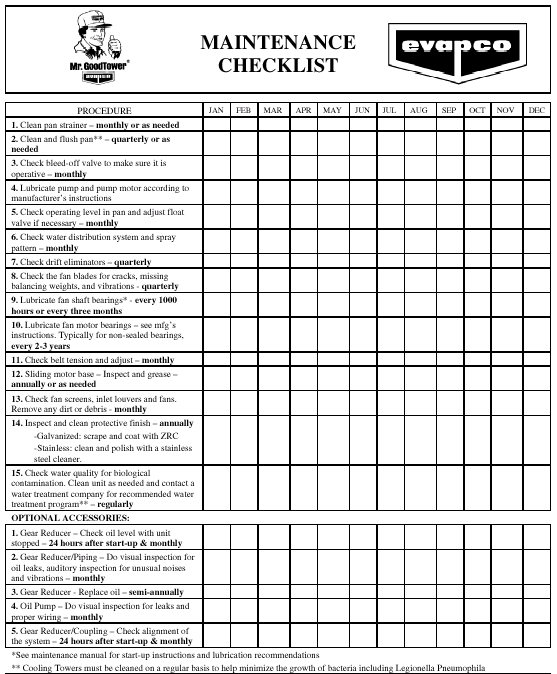 MAINTENANCE
CHECKLIST
Mr. GoodTower®
evapco
evapco
PROCEDURE JAN FEB MAR APR MAY JUN JUL AUG SEP OCT NOV DEC
1. Clean pan strainer – monthly or as needed
2. Clean and flush pan** – quarterly or as
needed
3. Check bleed-off valve to make sure it is
operative – monthly
4. Lubricate pump and pump motor according to
manufacturer's instructions
5. Check operating level in pan and adjust float
valve if necessary – monthly
6. Check water distribution system and spray
pattern – monthly
7. Check drift eliminators – quarterly
8. Check the fan blades for cracks, missing
balancing weights, and vibrations - quarterly
9. Lubricate fan shaft bearings* - every 1000
hours or every three months
10. Lubricate fan motor bearings – see mfg's
instructions. Typically for non-sealed bearings,
every 2-3 years
11. Check belt tension and adjust – monthly
12. Sliding motor base – Inspect and grease –
annually or as needed
13. Check fan screens, inlet louvers and fans.
Remove any dirt or debris - monthly
14. Inspect and clean protective finish – annually
-Galvanized: scrape and coat with ZRC
-Stainless: clean and polish with a stainless
steel cleaner.
15. Check water quality for biological
contamination. Clean unit as needed and contact a
water treatment company for recommended water
treatment program** – regularly
OPTIONAL ACCESSORIES:
1. Gear Reducer – Check oil level with unit
stopped – 24 hours after start-up & monthly
2. Gear Reducer/Piping – Do visual inspection for
oil leaks, auditory inspection for unusual noises
and vibrations – monthly
3. Gear Reducer - Replace oil – semi-annually
4. Oil Pump – Do visual inspection for leaks and
proper wiring – monthly
5. Gear Reducer/Coupling – Check alignment of
the system – 24 hours after start-up & monthly
*See maintenance manual for start-up instructions and lubrication recommendations
** Cooling Towers must be cleaned on a regular basis to help minimize the growth of bacteria including Legionella Pneumophila